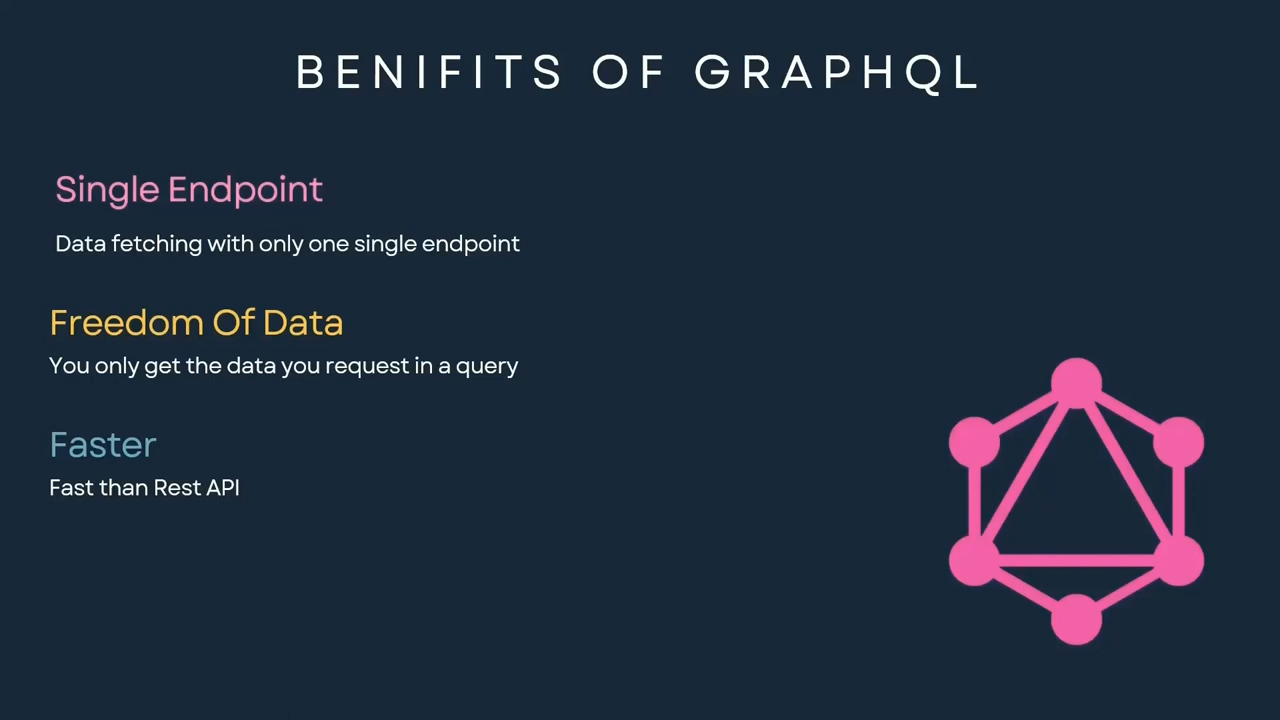 BENIFITS OF GRAPHQL
Single Endpoint
Data fetching with only one single endpoint
Freedom Of Data
You only get the data you request in a query
Faster
Fast than Rest API